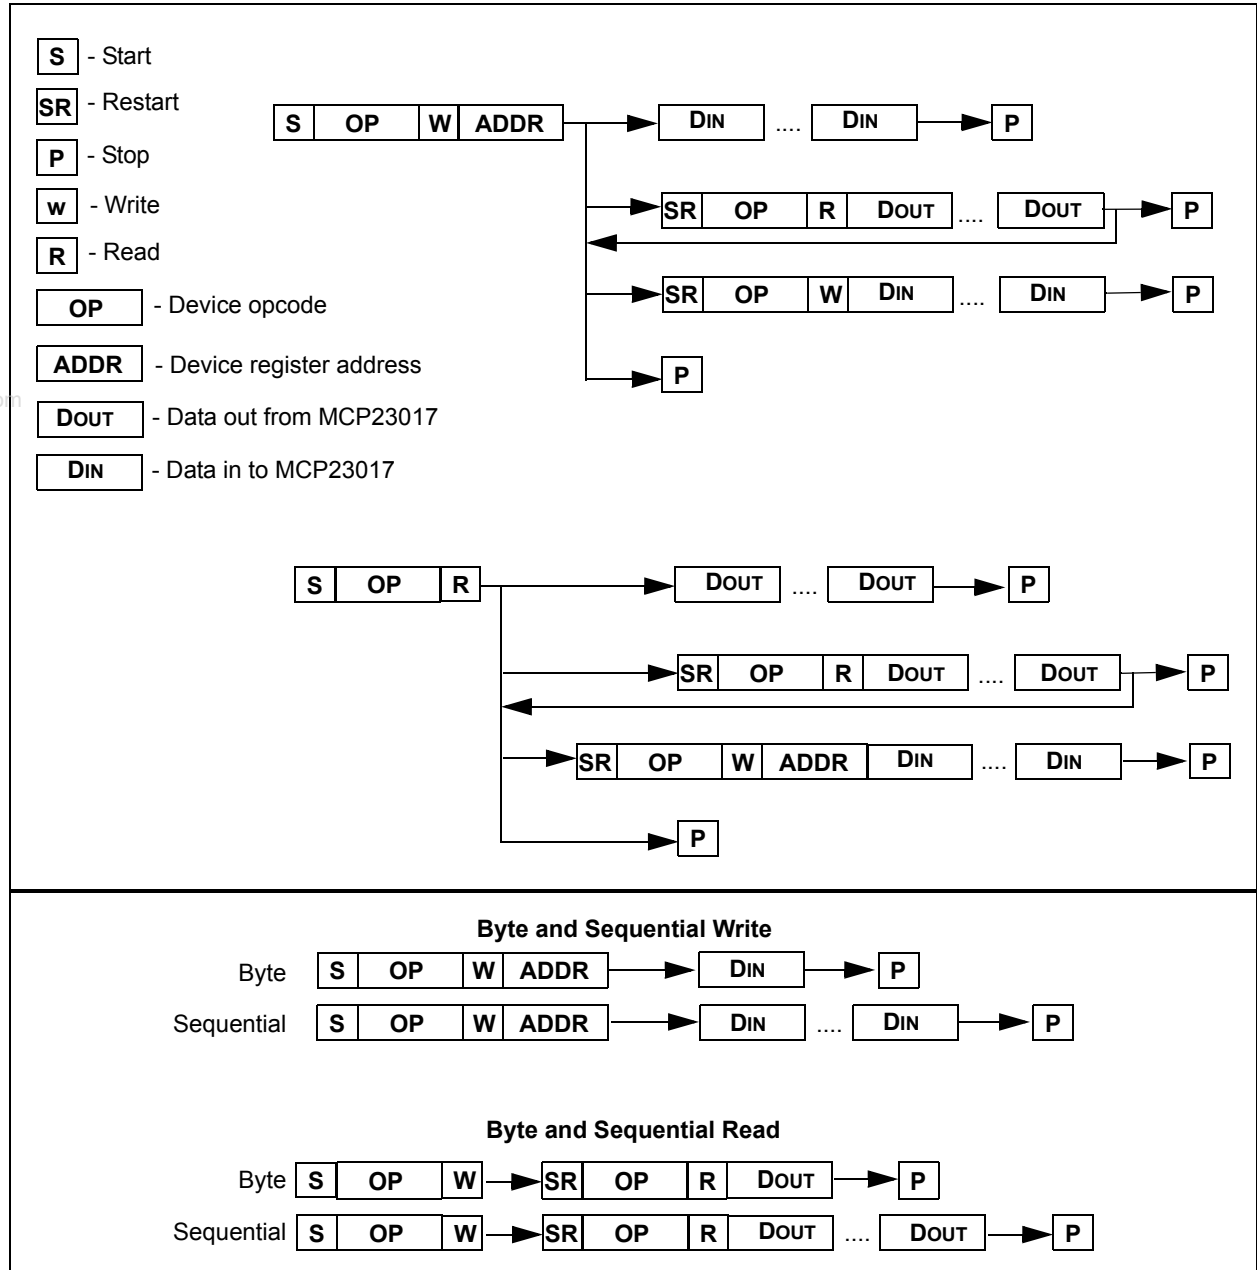 S - Start
SR - Restart
P - Stop
w - Write
R - Read
OP - Device opcode
ADDR - Device register address
DOUT - Data out from MCP23017
DIN - Data in to MCP23017
om
S OP W ADDR DIN .... DIN P
SR OP R DOUT .... DOUT P
SR OP W DIN .... DIN P
P
S OP R DOUT .... DOUT P
SR OP R DOUT .... DOUT P
SR OP W ADDR DIN .... DIN P
P
Byte and Sequential Write
Byte S OP W ADDR DIN P
Sequential S OP W ADDR DIN .... DIN P
Byte and Sequential Read
Byte S OP W SR OP R DOUT P
Sequential S OP W SR OP R DOUT .... DOUT P